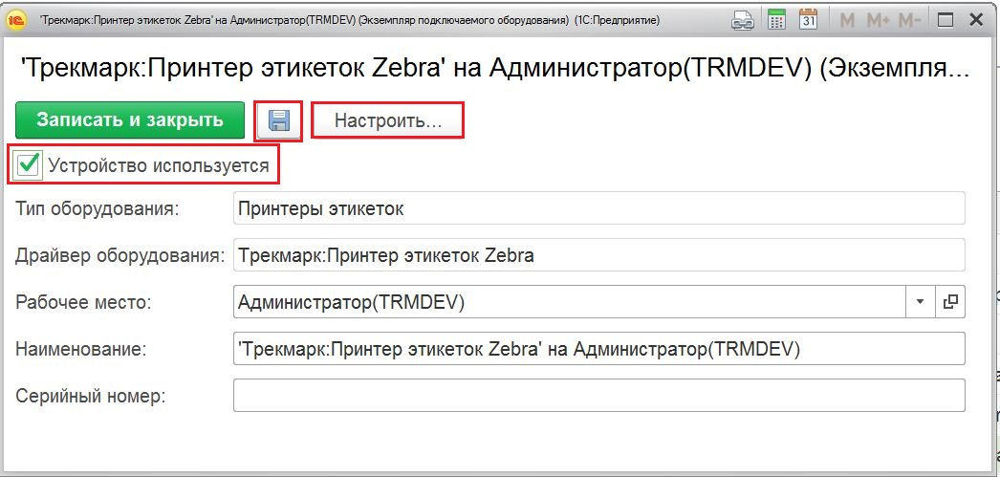 'Трекмарк:Принтер этикеток Zebra' на Администратор(TRMDEV) (Экземпляр подключаемого оборудования) (1С:Предприятие)
31 M M+ M-
'Трекмарк:Принтер этикеток Zebra' на Администратор(TRMDEV) (Экземпля...
Записать и закрыть Настроить...
Устройство используется
Тип оборудования: Принтеры этикеток
Драйвер оборудования: Трекмарк:Принтер этикеток Zebra
Рабочее место: Администратор(TRMDEV)
Наименование: 'Трекмарк:Принтер этикеток Zebra' на Администратор(TRMDEV)
Серийный номер: